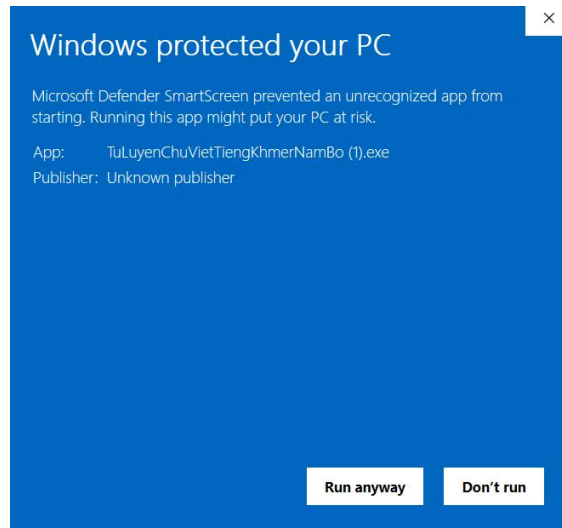 Windows protected your PC
Microsoft Defender SmartScreen prevented an unrecognized app from
starting. Running this app might put your PC at risk.
App: TuLuyenChuVietTiengKhmerNamBo (1).exe
Publisher: Unknown publisher
Run anyway Don't run